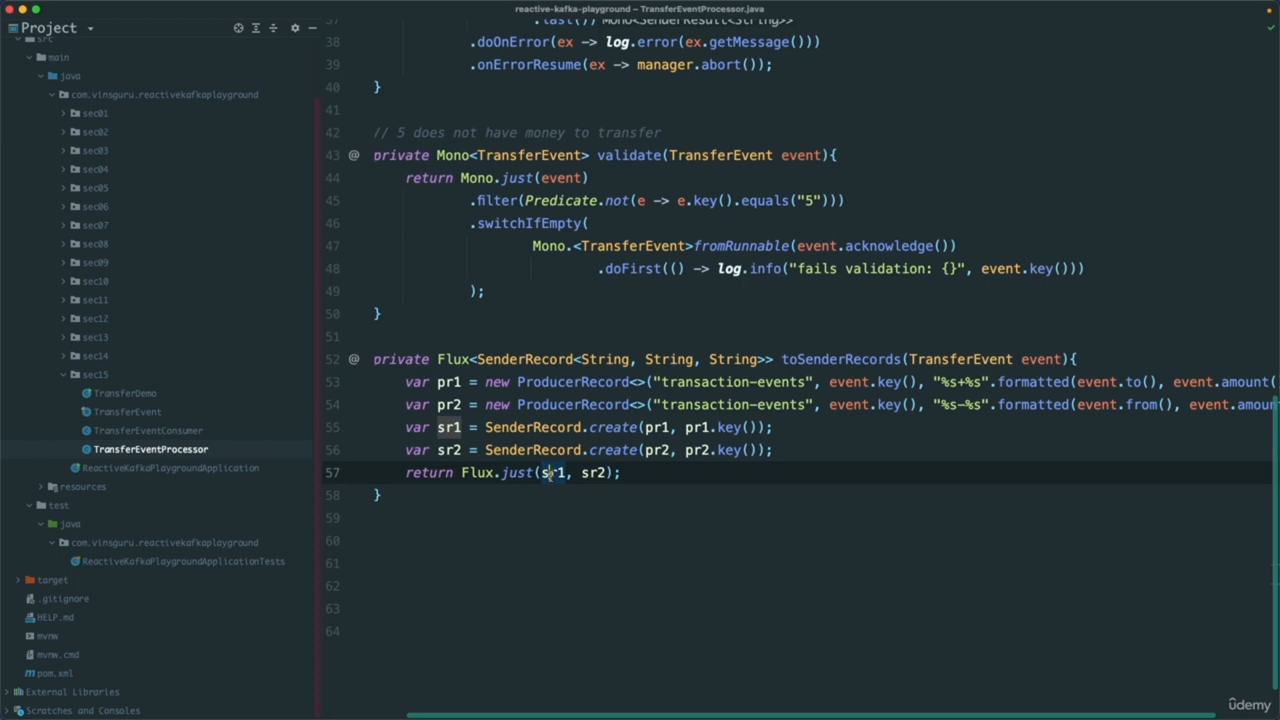 reactive-kafka-playground – TransferEventProcessor.java
Project
src
main
java
com.vinsguru.reactivekafkaplayground
sec01
sec02
sec03
sec04
sec05
sec06
sec07
sec08
sec09
sec10
sec11
sec12
sec13
sec14
sec15
TransferDemo
TransferEvent
TransferEventConsumer
TransferEventProcessor
ReactiveKafkaPlaygroundApplication
resources
test
java
com.vinsguru.reactivekafkaplayground
ReactiveKafkaPlaygroundApplicationTests
target
.gitignore
HELP.md
mvnw
mvnw.cmd
pom.xml
External Libraries
Scratches and Consoles
37 .last()) Mono<SenderResult<String>>
38 .doOnError(ex -> log.error(ex.getMessage()))
39 .onErrorResume(ex -> manager.abort());
40 }
41
42 // 5 does not have money to transfer
43 @ private Mono<TransferEvent> validate(TransferEvent event){
44 return Mono.just(event)
45 .filter(Predicate.not(e -> e.key().equals("5")))
46 .switchIfEmpty(
47 Mono.<TransferEvent>fromRunnable(event.acknowledge())
48 .doFirst(() -> log.info("fails validation: {}", event.key()))
49 );
50 }
51
52 @ private Flux<SenderRecord<String, String, String>> toSenderRecords(TransferEvent event){
53 var pr1 = new ProducerRecord<>("transaction-events", event.key(), "%s+%s".formatted(event.to(), event.amount(
54 var pr2 = new ProducerRecord<>("transaction-events", event.key(), "%s-%s".formatted(event.from(), event.amoun
55 var sr1 = SenderRecord.create(pr1, pr1.key());
56 var sr2 = SenderRecord.create(pr2, pr2.key());
57 return Flux.just(sr1, sr2);
58 }
59
60
61
62
63
64
ûdemy